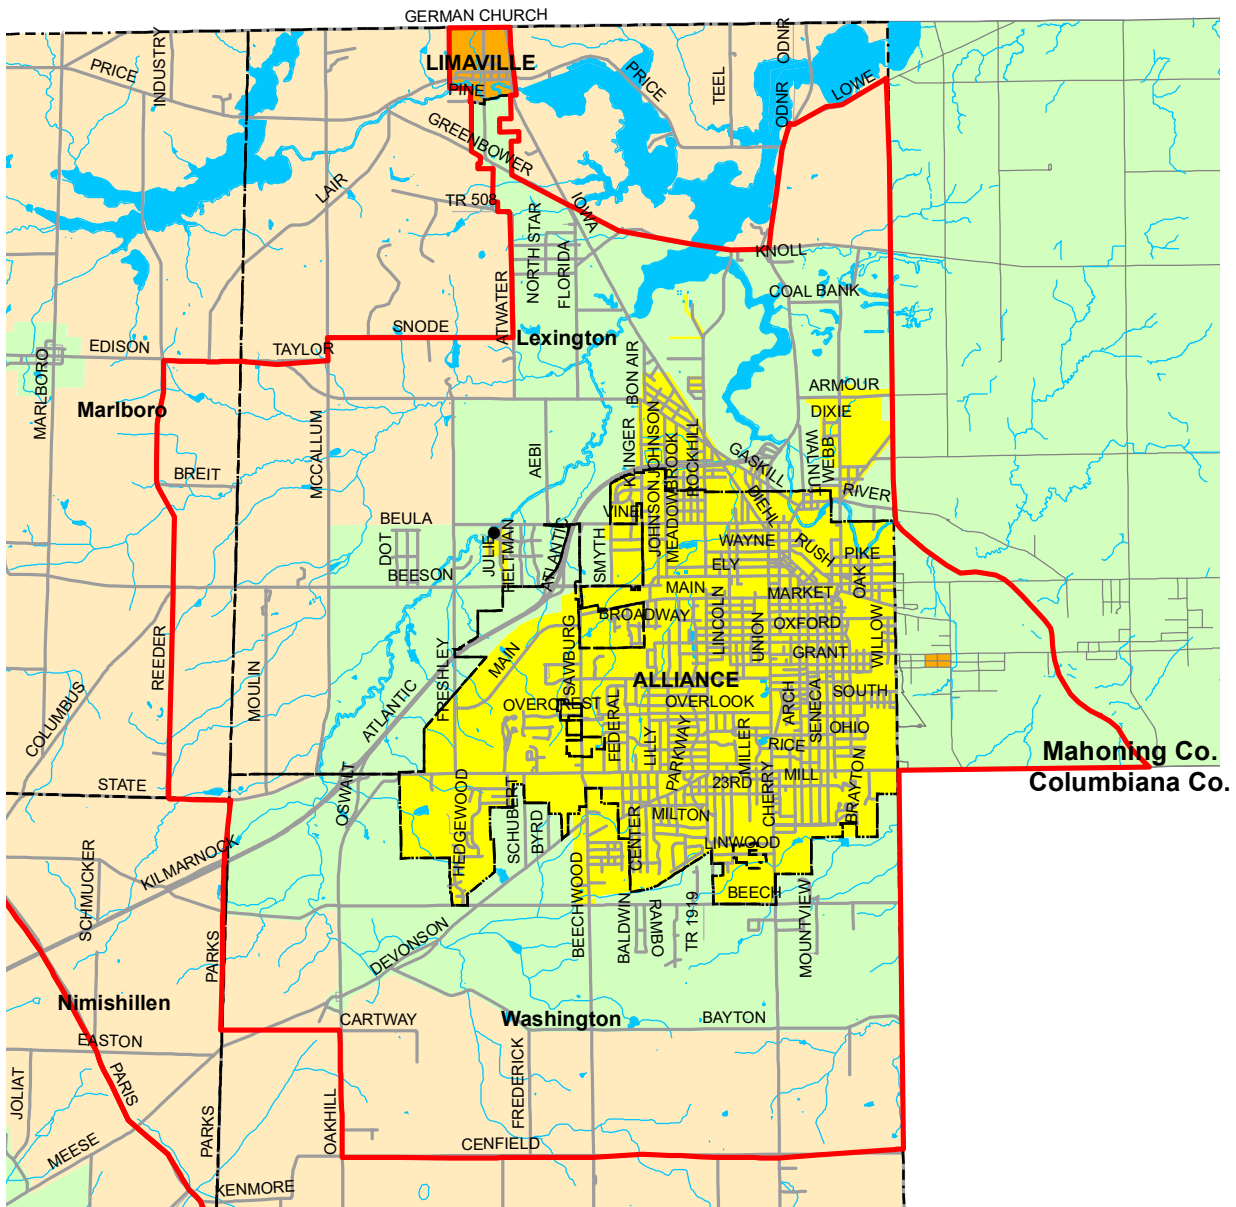 GERMAN CHURCH
INDUSTRY
ODNR
PRICE
LIMAVILLE
PRICE
TEEL
LOWE
PINE
ODNR
GREENBOWER
LAIR
TR 508
IOWA
NORTH STAR
FLORIDA
KNOLL
COAL BANK
ATWATER
SNODE
Lexington
EDISON
TAYLOR
MARLBORO
BON AIR
ARMOUR
Marlboro
DIXIE
MCCALLUM
AEBI
KLINGER
JOHNSON
MEADOWBROOK
ROCKHILL
GASKILL
WALNU
WEBB
BREIT
DIEHL
RIVER
BEULA
VINE
JOHNSON
DOT
JULIE
HELTMAN
ATLANTIC
SMYTH
WAYNE
RUSH
PIKE
BEESON
ELY
OAK
MAIN
MARKET
BROADWAY
LINCOLN
UNION
OXFORD
WILLOW
REEDER
MOULIN
FRESHLEY
MAIN
SAWBURG
GRANT
COLUMBUS
ATLANTIC
ALLIANCE
SOUTH
OVERCREST
OVERLOOK
ARCH
SENECA
FEDERAL
LILLY
PARKWAY
MILLER
RICE
OHIO
Mahoning Co.
STATE
OSWALT
HEDGEWOOD
23RD
MILL
Columbiana Co.
SCHUBERT
BYRD
CENTER
MILTON
CHERRY
BRAYTON
KILMARNOCK
LINWOOD
SCHMUCKER
BEECHWOOD
BEECH
PARKS
DEVONSON
BALDWIN
RAMBO
TR 1919
MOUNTVIEW
Nimishillen
CARTWAY
Washington
BAYTON
EASTON
JOLIAT
PARIS
FREDERICK
MEESE
PARKS
OAKHILL
CENFIELD
KENMORE